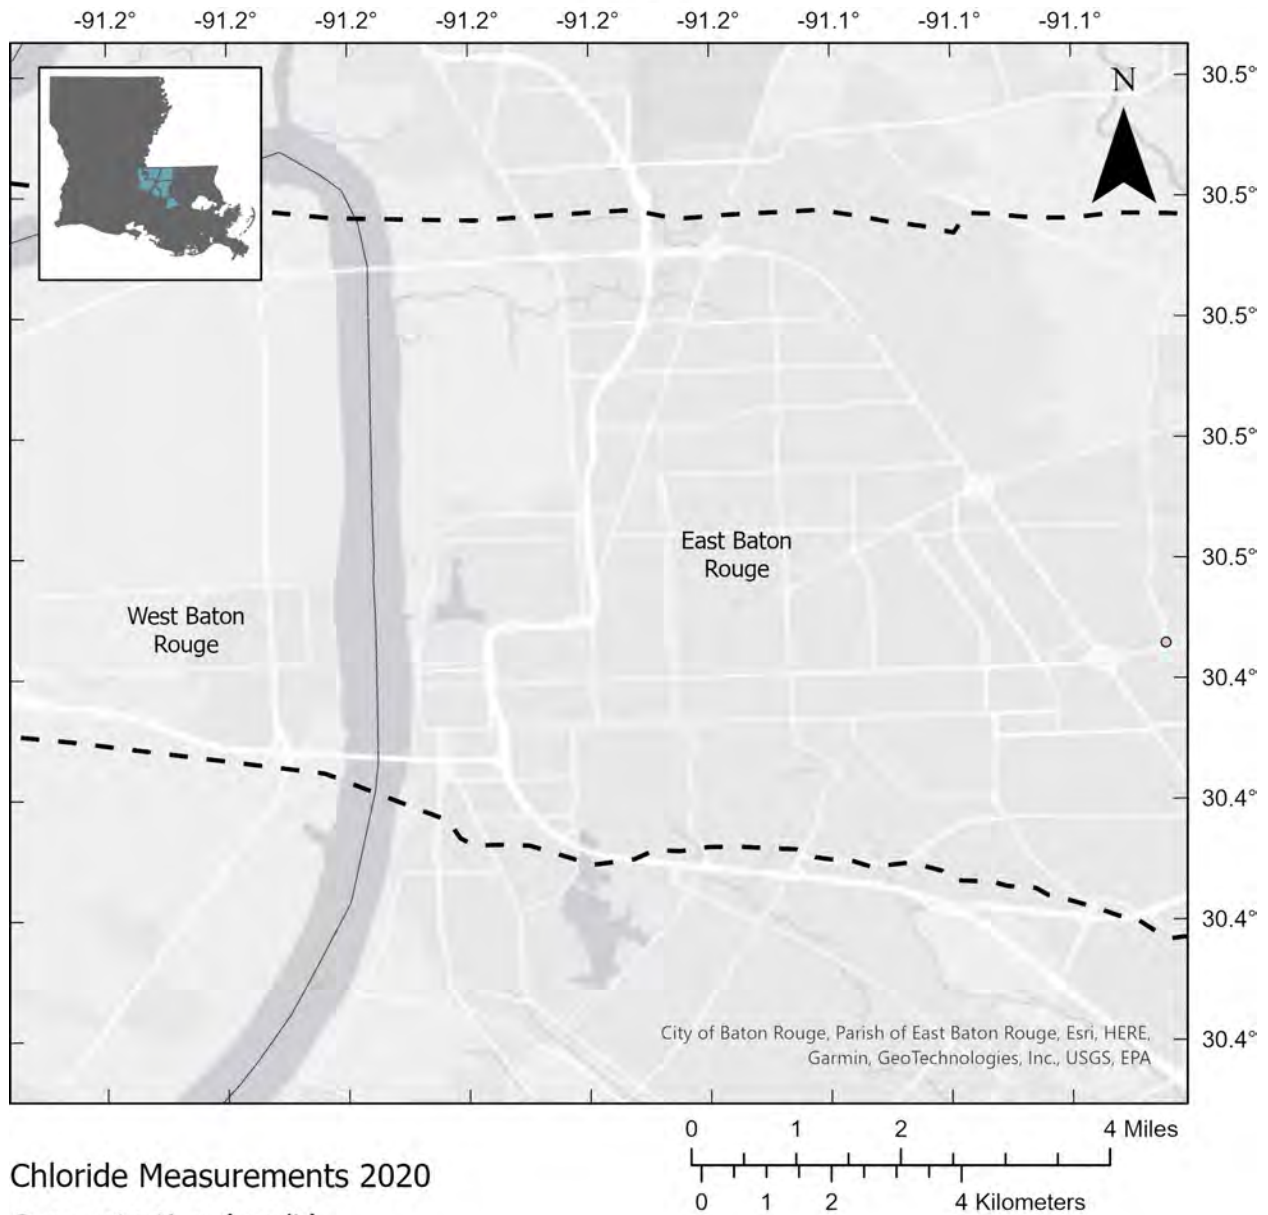 -91.2° -91.2° -91.2° -91.2° -91.2° -91.2° -91.1° -91.1° -91.1°
N
30.5°
30.5°
30.5°
30.5°
30.5°
30.4°
30.4°
30.4°
30.4°
East Baton
Rouge
West Baton
Rouge
City of Baton Rouge, Parish of East Baton Rouge, Esri, HERE,
Garmin, GeoTechnologies, Inc., USGS, EPA
0 1 2 4 Miles
0 1 2 4 Kilometers
Chloride Measurements 2020